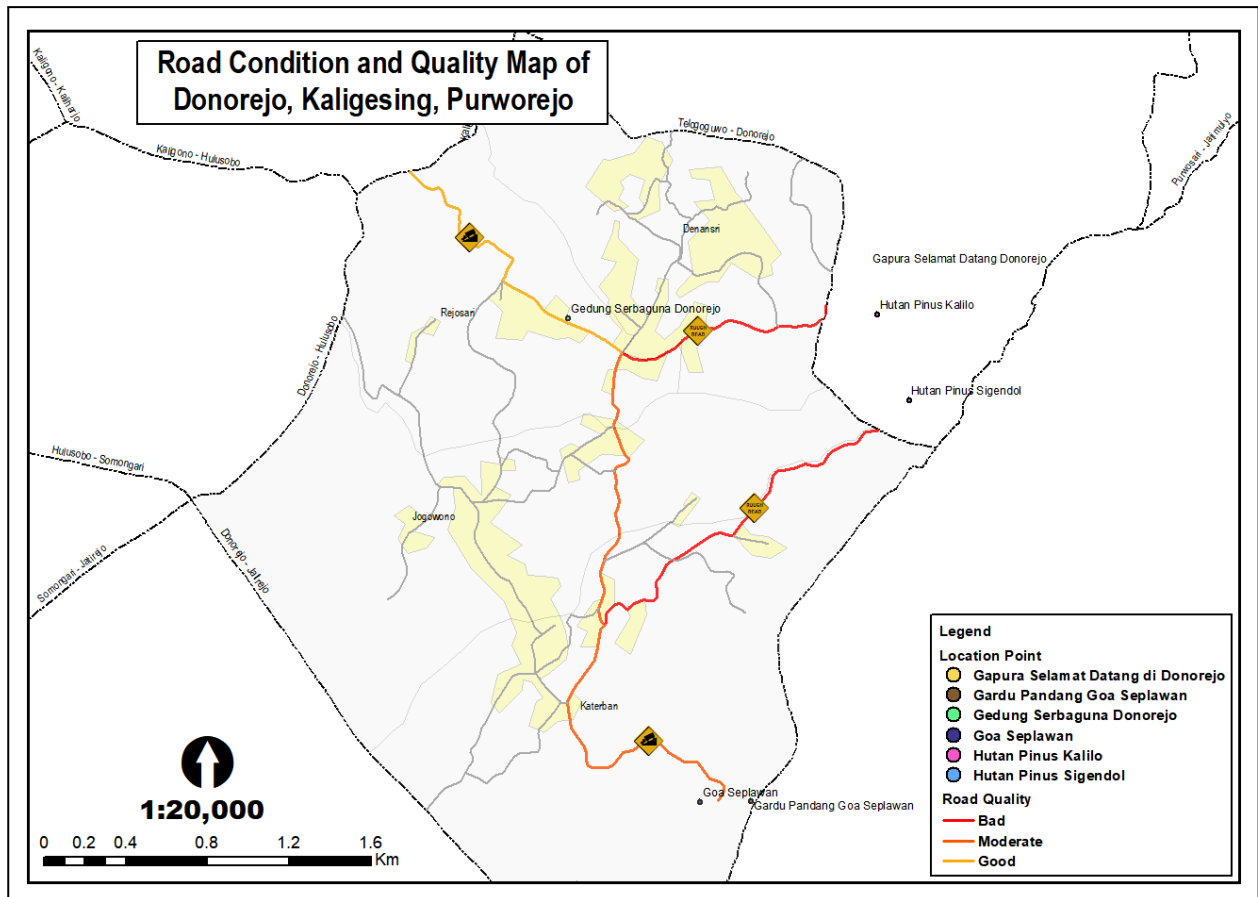 Road Condition and Quality Map of
Donorejo, Kaligesing, Purworejo
Kaligono - Kaliharjo
Kaligono - Hulusobo
Telogoguwo - Donorejo
Purwosari - Jatimulyo
Denansri
Gapura Selamat Datang Donorejo
Hutan Pinus Kalilo
Rejosari
Gedung Serbaguna Donorejo
ROUGH
ROAD
Donorejo - Hulusobo
Hutan Pinus Sigendol
Hulusobo - Somongari
ROUGH
ROAD
Jogowono
Donorejo - Jatirejo
Somongari - Jatirejo
Katerban
Goa Seplawan
Gardu Pandang Goa Seplawan
1:20,000
0 0.2 0.4 0.8 1.2 1.6
Km
Legend
Location Point
Gapura Selamat Datang di Donorejo
Gardu Pandang Goa Seplawan
Gedung Serbaguna Donorejo
Goa Seplawan
Hutan Pinus Kalilo
Hutan Pinus Sigendol
Road Quality
Bad
Moderate
Good